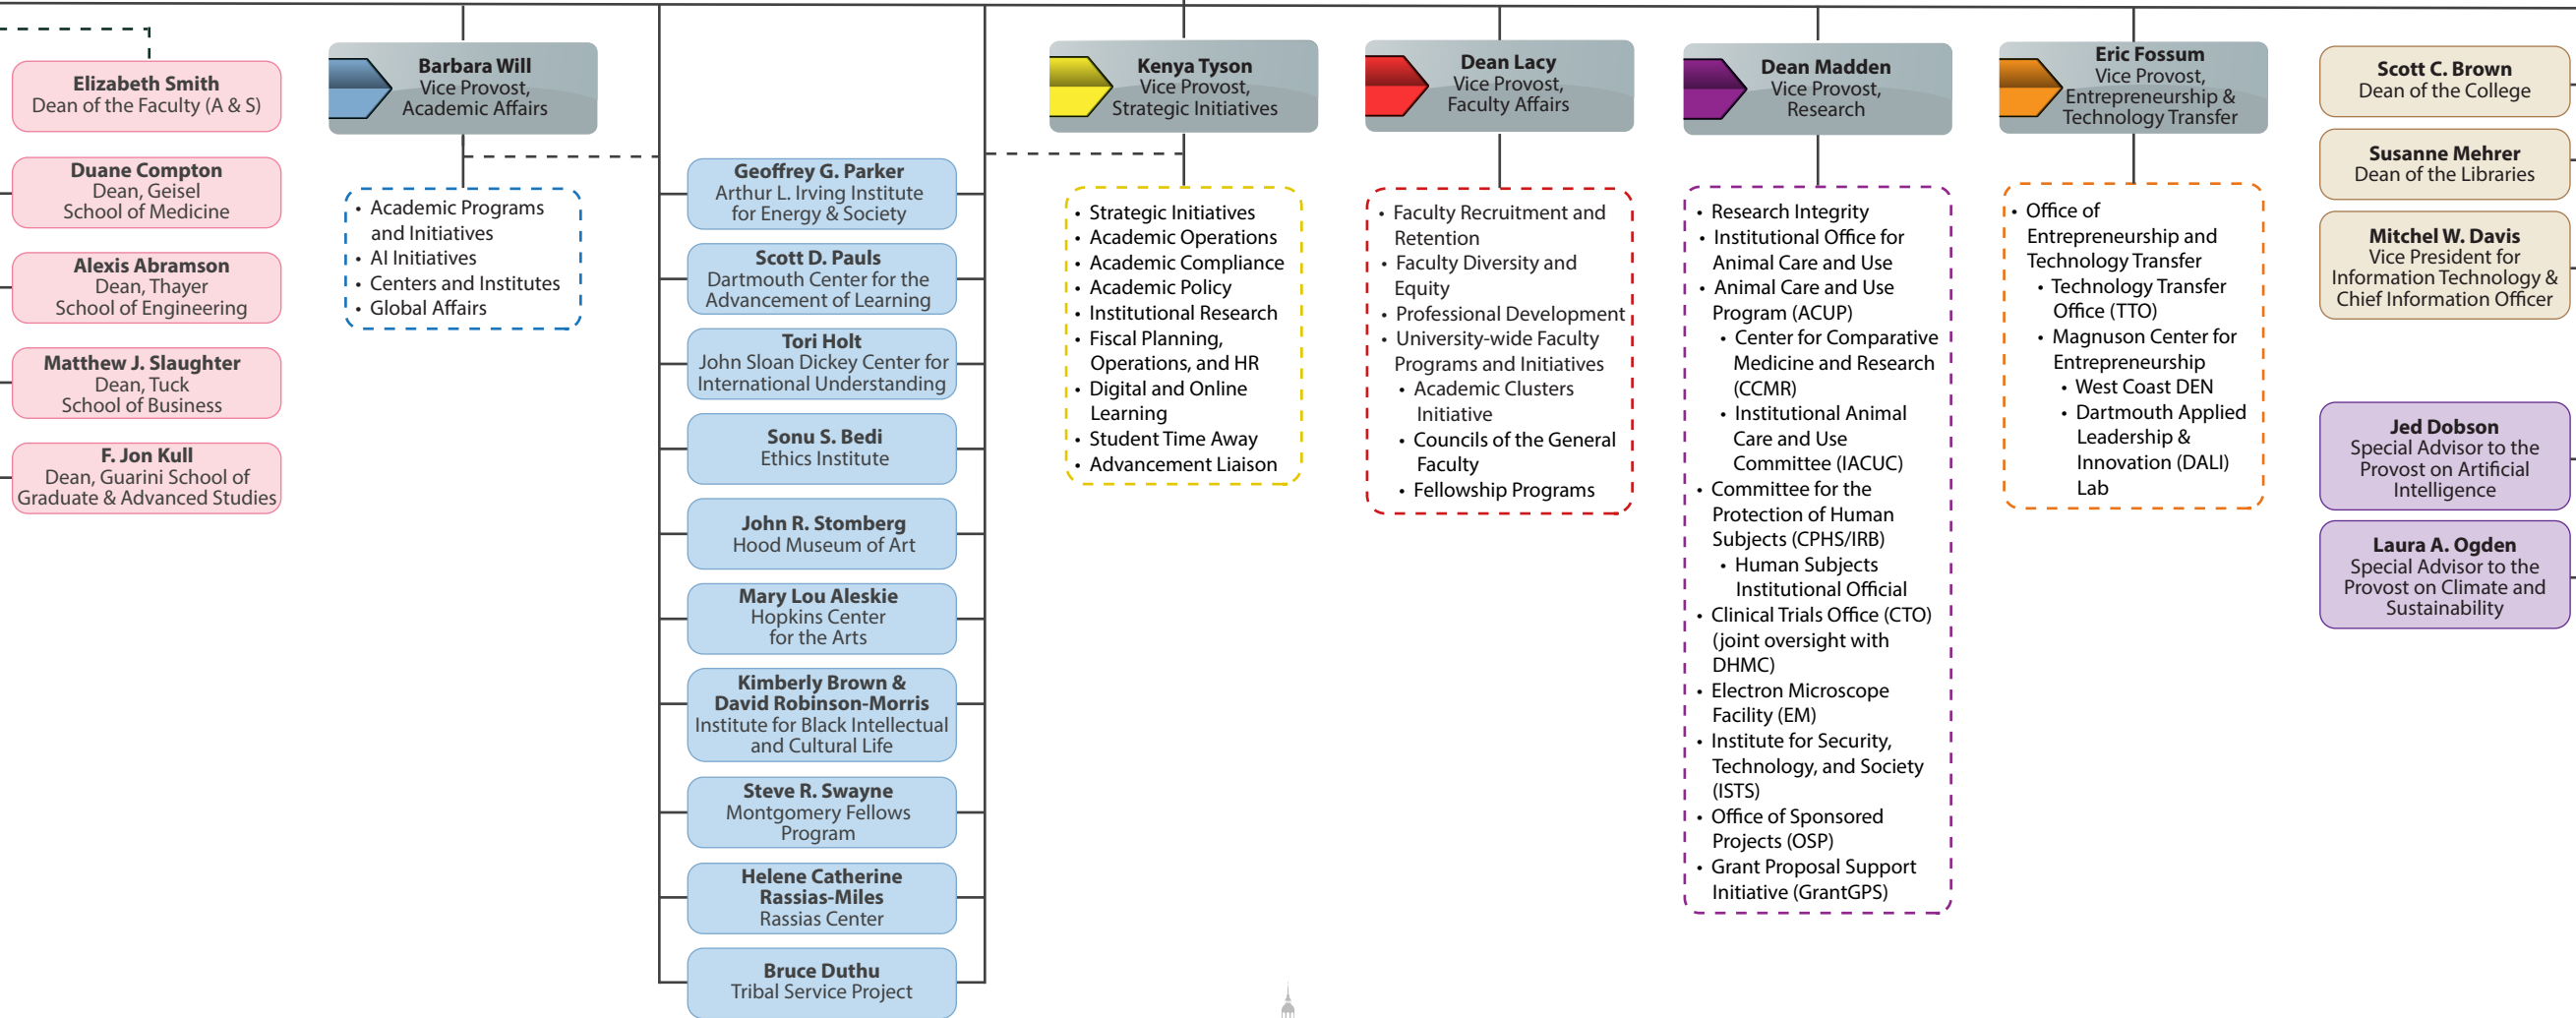 Elizabeth Smith
Dean of the Faculty (A & S)
Duane Compton
Dean, Geisel
School of Medicine
Alexis Abramson
Dean, Thayer
School of Engineering
Matthew J. Slaughter
Dean, Tuck
School of Business
F. Jon Kull
Dean, Guarini School of
Graduate & Advanced Studies
Barbara Will
Vice Provost,
Academic Affairs
• Academic Programs
and Initiatives
• AI Initiatives
• Centers and Institutes
• Global Affairs
Geoffrey G. Parker
Arthur L. Irving Institute
for Energy & Society
Scott D. Pauls
Dartmouth Center for the
Advancement of Learning
Tori Holt
John Sloan Dickey Center for
International Understanding
Sonu S. Bedi
Ethics Institute
John R. Stomberg
Hood Museum of Art
Mary Lou Aleskie
Hopkins Center
for the Arts
Kimberly Brown &
David Robinson-Morris
Institute for Black Intellectual
and Cultural Life
Steve R. Swayne
Montgomery Fellows
Program
Helene Catherine
Rassias-Miles
Rassias Center
Bruce Duthu
Tribal Service Project
Kenya Tyson
Vice Provost,
Strategic Initiatives
• Strategic Initiatives
• Academic Operations
• Academic Compliance
• Academic Policy
• Institutional Research
• Fiscal Planning,
Operations, and HR
• Digital and Online
Learning
• Student Time Away
• Advancement Liaison
Dean Lacy
Vice Provost,
Faculty Affairs
• Faculty Recruitment and
Retention
• Faculty Diversity and
Equity
• Professional Development
• University-wide Faculty
Programs and Initiatives
• Academic Clusters
Initiative
• Councils of the General
Faculty
• Fellowship Programs
Dean Madden
Vice Provost,
Research
• Research Integrity
• Institutional Office for
Animal Care and Use
• Animal Care and Use
Program (ACUP)
• Center for Comparative
Medicine and Research
(CCMR)
• Institutional Animal
Care and Use
Committee (IACUC)
• Committee for the
Protection of Human
Subjects (CPHS/IRB)
• Human Subjects
Institutional Official
• Clinical Trials Office (CTO)
(joint oversight with
DHMC)
• Electron Microscope
Facility (EM)
• Institute for Security,
Technology, and Society
(ISTS)
• Office of Sponsored
Projects (OSP)
• Grant Proposal Support
Initiative (GrantGPS)
Eric Fossum
Vice Provost,
Entrepreneurship &
Technology Transfer
• Office of
Entrepreneurship and
Technology Transfer
• Technology Transfer
Office (TTO)
• Magnuson Center for
Entrepreneurship
• West Coast DEN
• Dartmouth Applied
Leadership &
Innovation (DALI)
Lab
Scott C. Brown
Dean of the College
Susanne Mehrer
Dean of the Libraries
Mitchel W. Davis
Vice President for
Information Technology &
Chief Information Officer
Jed Dobson
Special Advisor to the
Provost on Artificial
Intelligence
Laura A. Ogden
Special Advisor to the
Provost on Climate and
Sustainability